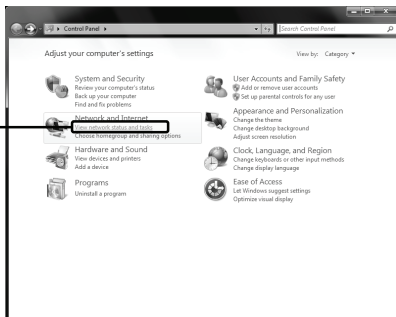 Control Panel
Search Control Panel
Adjust your computer's settings
View by: Category
System and Security
Review your computer's status
Back up your computer
Find and fix problems
Network and Internet
View network status and tasks
Choose homegroup and sharing options
Hardware and Sound
View devices and printers
Add a device
Programs
Uninstall a program
User Accounts and Family Safety
Add or remove user accounts
Set up parental controls for any user
Appearance and Personalization
Change the theme
Change desktop background
Adjust screen resolution
Clock, Language, and Region
Change keyboards or other input methods
Change display language
Ease of Access
Let Windows suggest settings
Optimize visual display